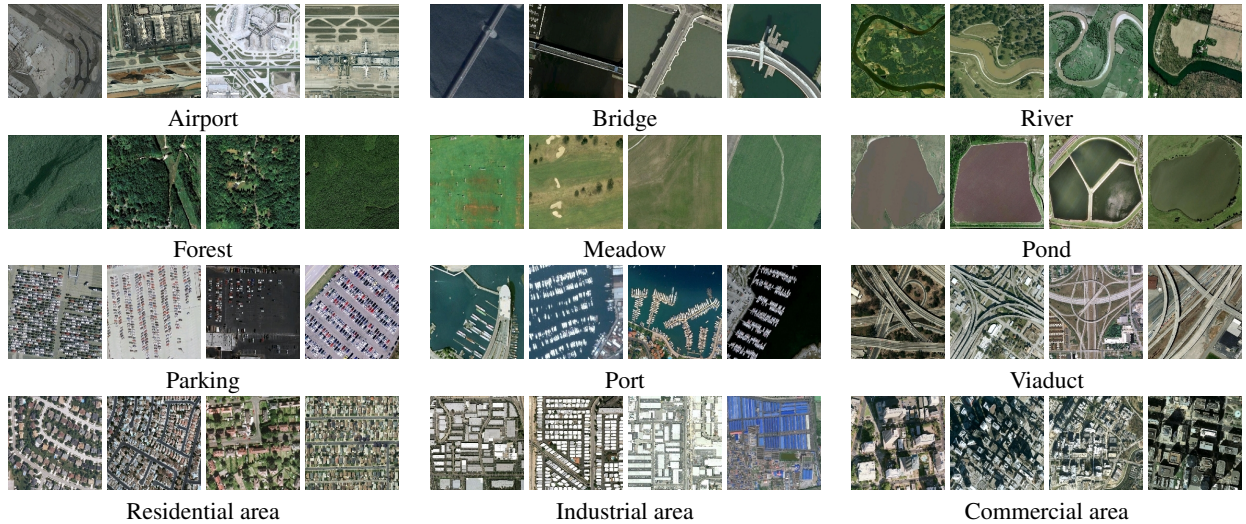 Airport
Bridge
River
Forest
Meadow
Pond
Parking
Port
Viaduct
Residential area
Industrial area
Commercial area